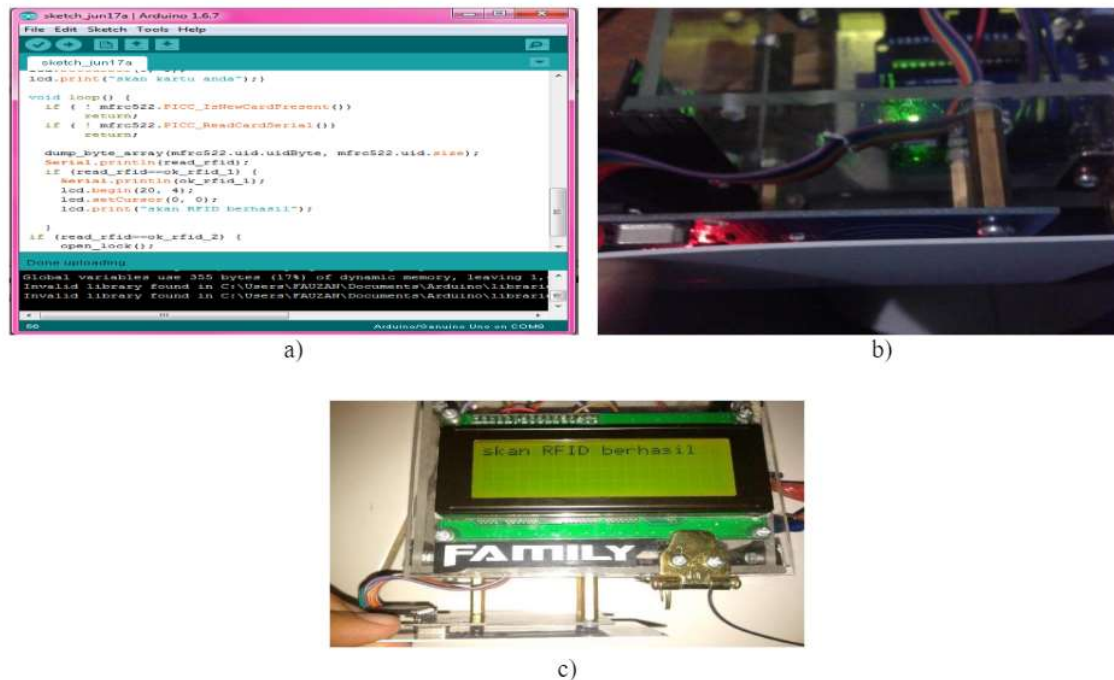 sketch_jun17a | Arduino 1.6.7
File Edit Sketch Tools Help
sketch_jun17a
lcd.print("skan kartu anda");}
void loop() {
if ( ! mfrc522.PICC_IsNewCardPresent())
return;
if ( ! mfrc522.PICC_ReadCardSerial())
return;
dump_byte_array(mfrc522.uid.uidByte, mfrc522.uid.size);
Serial.println(read_rfid);
if (read_rfid==ok_rfid_1) {
Serial.println(ok_rfid_1);
lcd.begin(20, 4);
lcd.setCursor(0, 0);
lcd.print("skan RFID berhasil");
}
if (read_rfid==ok_rfid_2) {
open_lock();
Done uploading.
Global variables use 355 bytes (17%) of dynamic memory, leaving 1,
Invalid library found in C:\Users\FAUZAN\Documents\Arduino\librari
Invalid library found in C:\Users\FAUZAN\Documents\Arduino\librari
Arduino/Genuino Uno on
a)
b)
skan RFID berhasil
FAMILY
c)